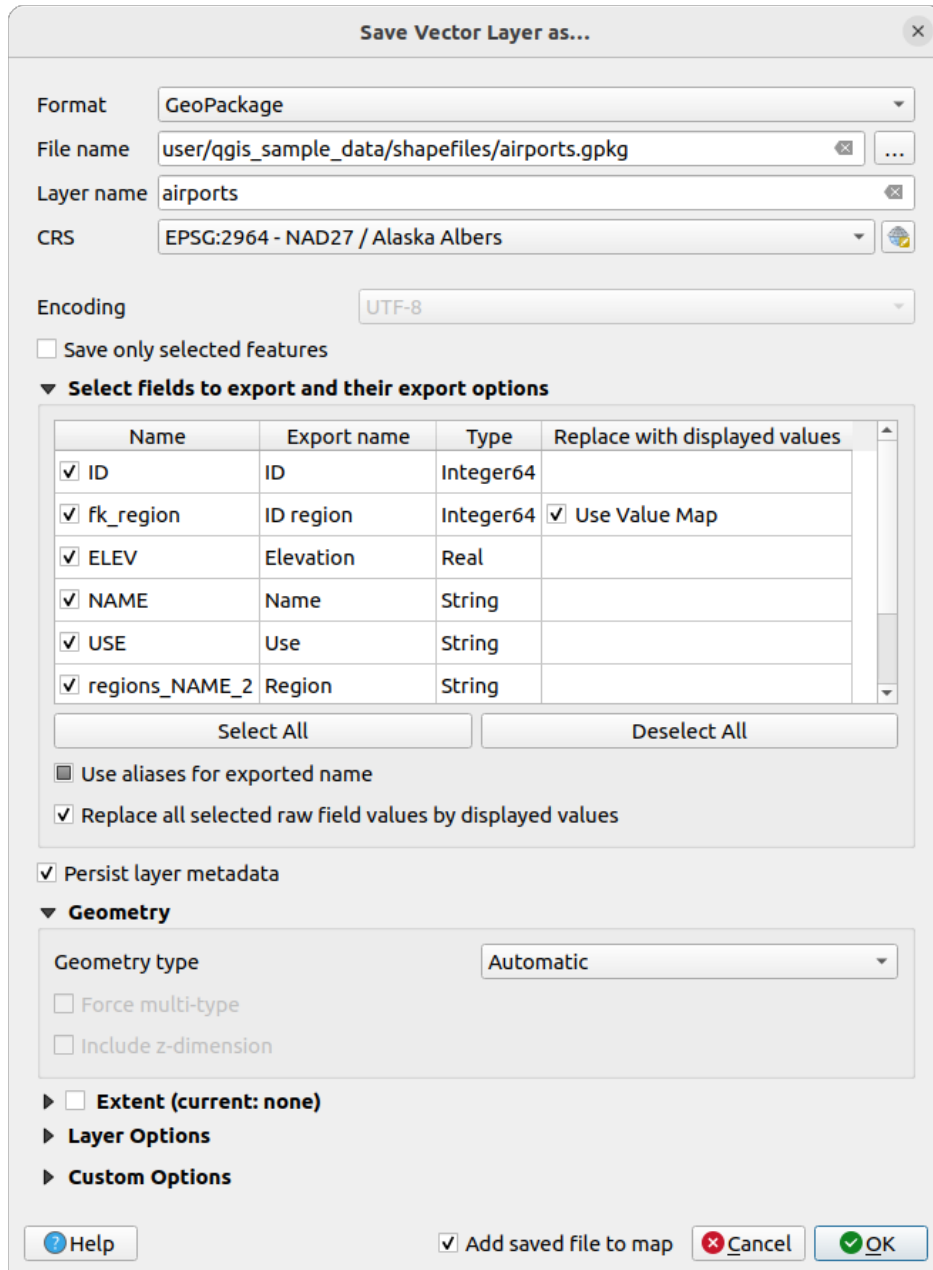 Save Vector Layer as…
Format GeoPackage
File name user/qgis_sample_data/shapefiles/airports.gpkg …
Layer name airports
CRS EPSG:2964 - NAD27 / Alaska Albers
Encoding UTF-8
Save only selected features
Select fields to export and their export options
Name Export name Type Replace with displayed values
ID ID Integer64
fk_region ID region Integer64 Use Value Map
ELEV Elevation Real
NAME Name String
USE Use String
regions_NAME_2 Region String
Select All Deselect All
Use aliases for exported name
Replace all selected raw field values by displayed values
Persist layer metadata
Geometry
Geometry type Automatic
Force multi-type
Include z-dimension
Extent (current: none)
Layer Options
Custom Options
Help Add saved file to map Cancel OK